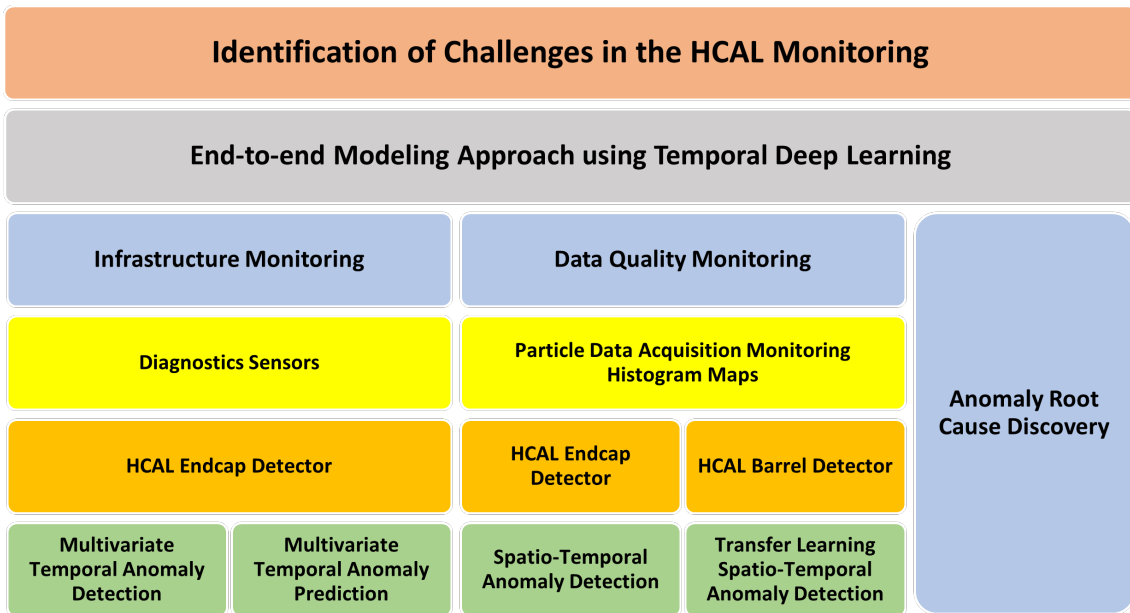 Identification of Challenges in the HCAL Monitoring
End-to-end Modeling Approach using Temporal Deep Learning
Infrastructure Monitoring
Data Quality Monitoring
Diagnostics Sensors
Particle Data Acquisition Monitoring
Histogram Maps
Anomaly Root
Cause Discovery
HCAL Endcap Detector
HCAL Endcap
Detector
HCAL Barrel Detector
Multivariate
Temporal Anomaly
Detection
Multivariate
Temporal Anomaly
Prediction
Spatio-Temporal
Anomaly Detection
Transfer Learning
Spatio-Temporal
Anomaly Detection